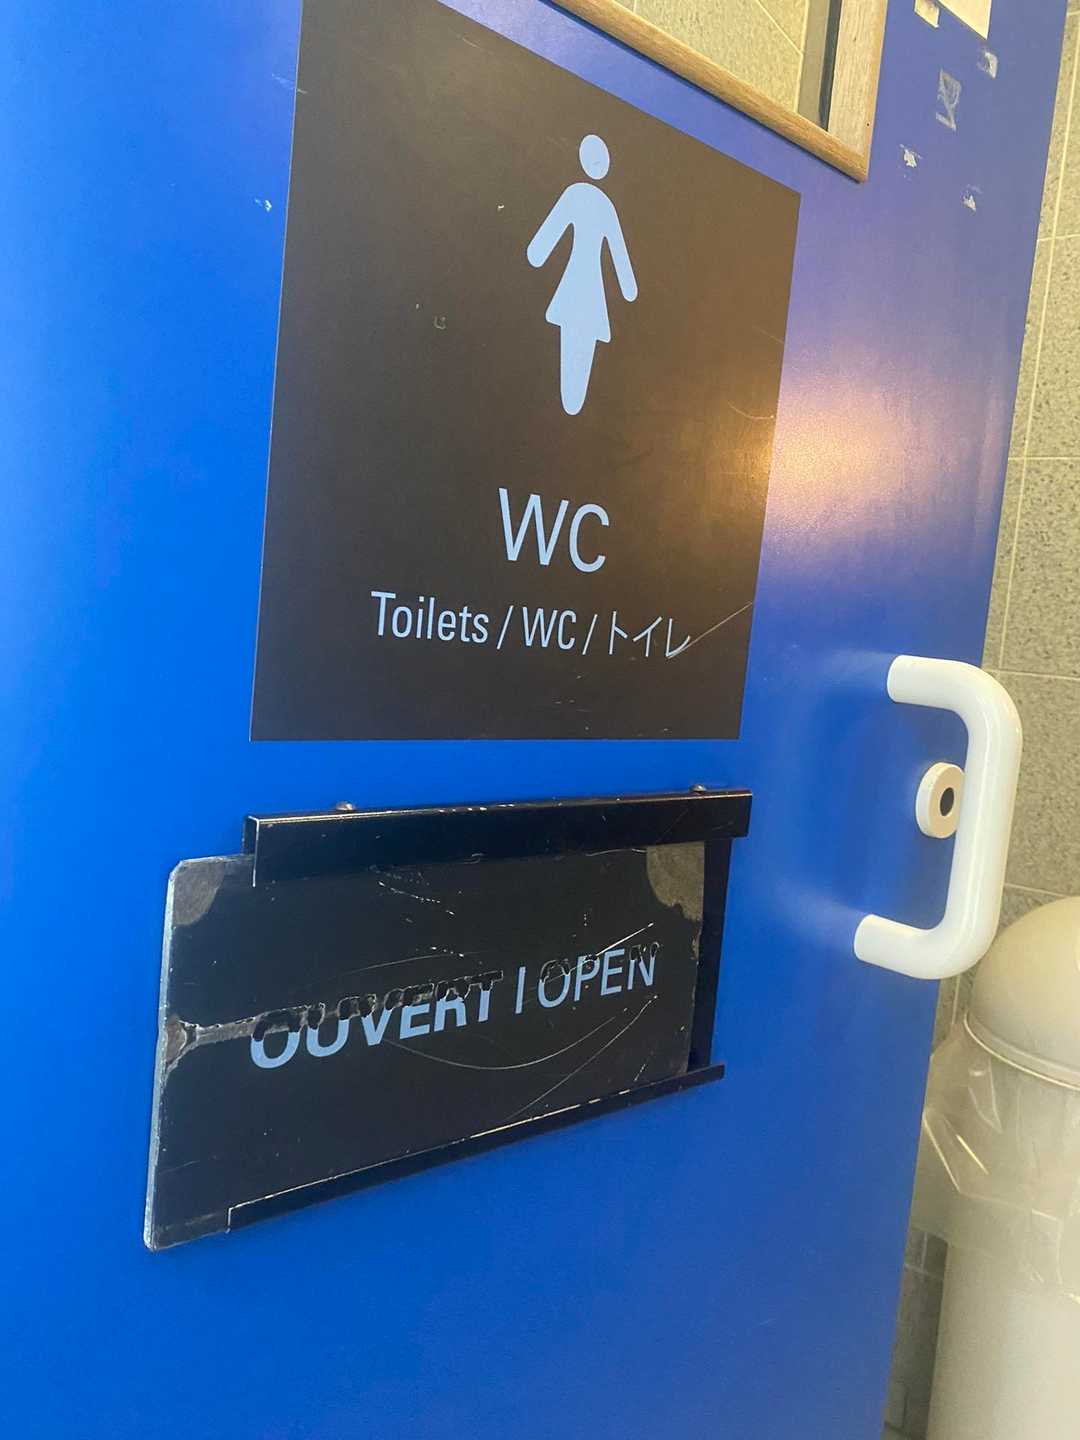 WC
Toilets / WC / トイレ
OUVERT | OPEN